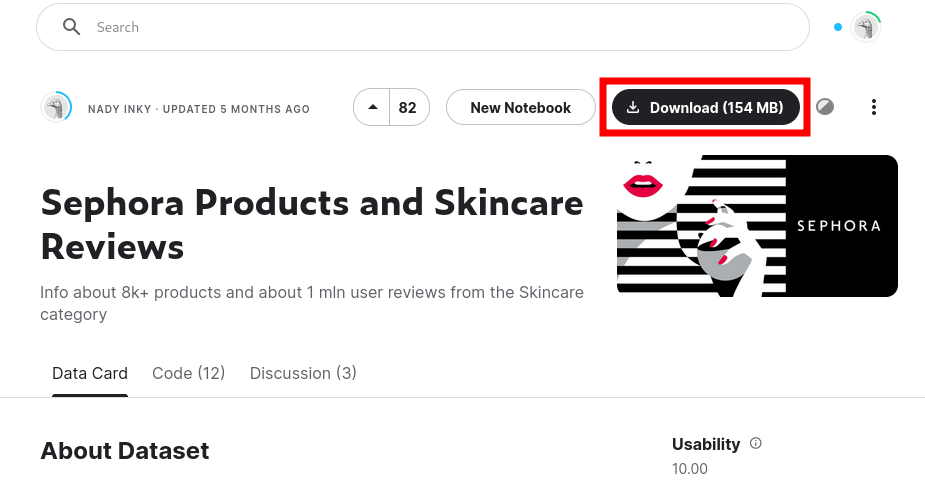 Search
NADY INKY · UPDATED 5 MONTHS AGO
82
New Notebook
Download (154 MB)
Sephora Products and Skincare
Reviews
SEPHORA
Info about 8k+ products and about 1 mln user reviews from the Skincare
category
Data Card
Code (12)
Discussion (3)
About Dataset
Usability
10.00